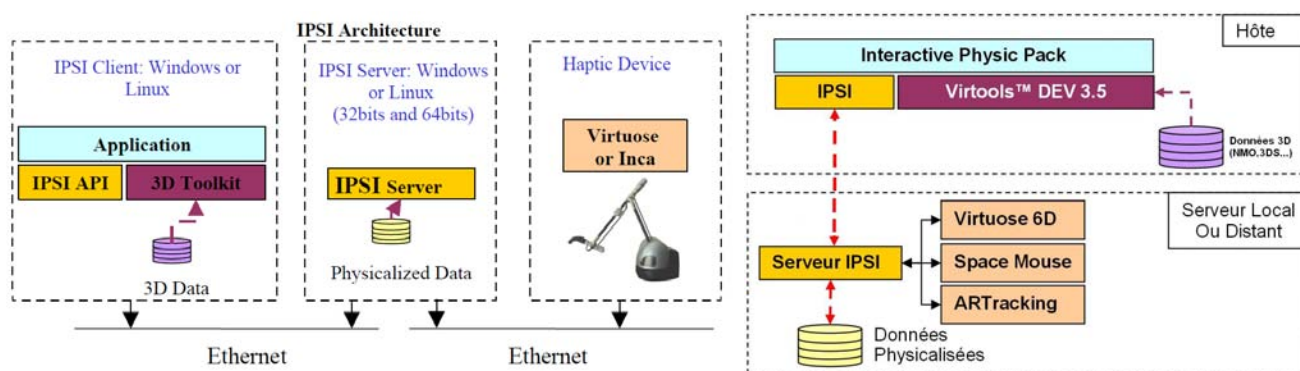 IPSI Architecture
IPSI Client: Windows or
Linux
Application
IPSI API
3D Toolkit
3D Data
IPSI Server: Windows
or Linux
(32bits and 64bits)
IPSI Server
Physicalized Data
Haptic Device
Virtuose
or Inca
Ethernet
Ethernet
Hôte
Interactive Physic Pack
IPSI
Virtools™ DEV 3.5
Données 3D
(NMO,3DS...)
Serveur Local
Ou Distant
Serveur IPSI
Virtuose 6D
Space Mouse
ARTracking
Données
Physicalisées